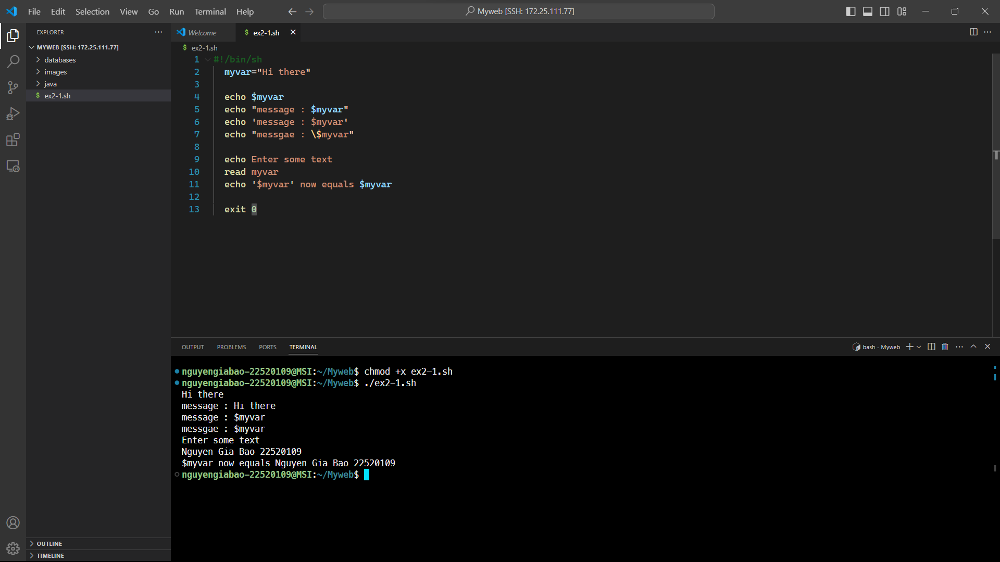 File Edit Selection View Go Run Terminal Help
Myweb [SSH: 172.25.111.77]
EXPLORER
MYWEB [SSH: 172.25.111.77]
databases
images
java
$ ex2-1.sh
OUTLINE
TIMELINE
Welcome
$ ex2-1.sh
$ ex2-1.sh
1 #!/bin/sh
2 myvar="Hi there"
3
4 echo $myvar
5 echo "message : $myvar"
6 echo 'message : $myvar'
7 echo "messgae : \$myvar"
8
9 echo Enter some text
10 read myvar
11 echo '$myvar' now equals $myvar
12
13 exit 0
OUTPUT PROBLEMS PORTS TERMINAL
bash - Myweb
nguyengiabao-22520109@MSI:~/Myweb$ chmod +x ex2-1.sh
nguyengiabao-22520109@MSI:~/Myweb$ ./ex2-1.sh
Hi there
message : Hi there
message : $myvar
messgae : $myvar
Enter some text
Nguyen Gia Bao 22520109
$myvar now equals Nguyen Gia Bao 22520109
nguyengiabao-22520109@MSI:~/Myweb$